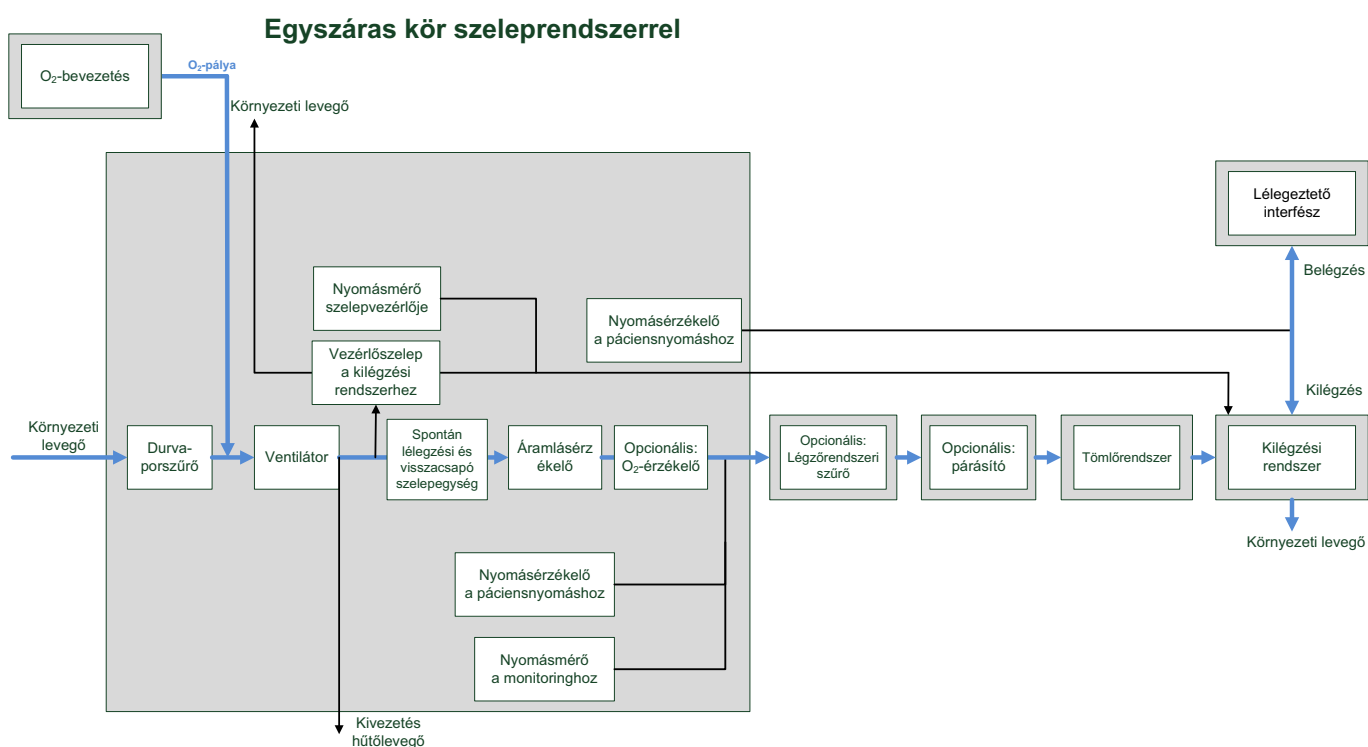 Egyszáras kör szeleprendszerrel
O₂-bevezetés
O₂-pálya
Környezeti levegő
Lélegeztető
interfész
Belégzés
Nyomásmérő
szelepvezérlője
Nyomásérzékelő
a páciensnyomáshoz
Vezérlőszelep
a kilégzési
rendszerhez
Kilégzés
Környezeti
levegő
Durva-
porszűrő
Ventilátor
Spontán
lélegzési és
visszacsapó
szelepegység
Áramlásérz
ékelő
Opcionális:
O₂-érzékelő
Opcionális:
Légzőrendszeri
szűrő
Opcionális:
párásító
Tömlőrendszer
Kilégzési
rendszer
Környezeti levegő
Nyomásérzékelő
a páciensnyomáshoz
Nyomásmérő
a monitoringhoz
Kivezetés
hűtőlevegő